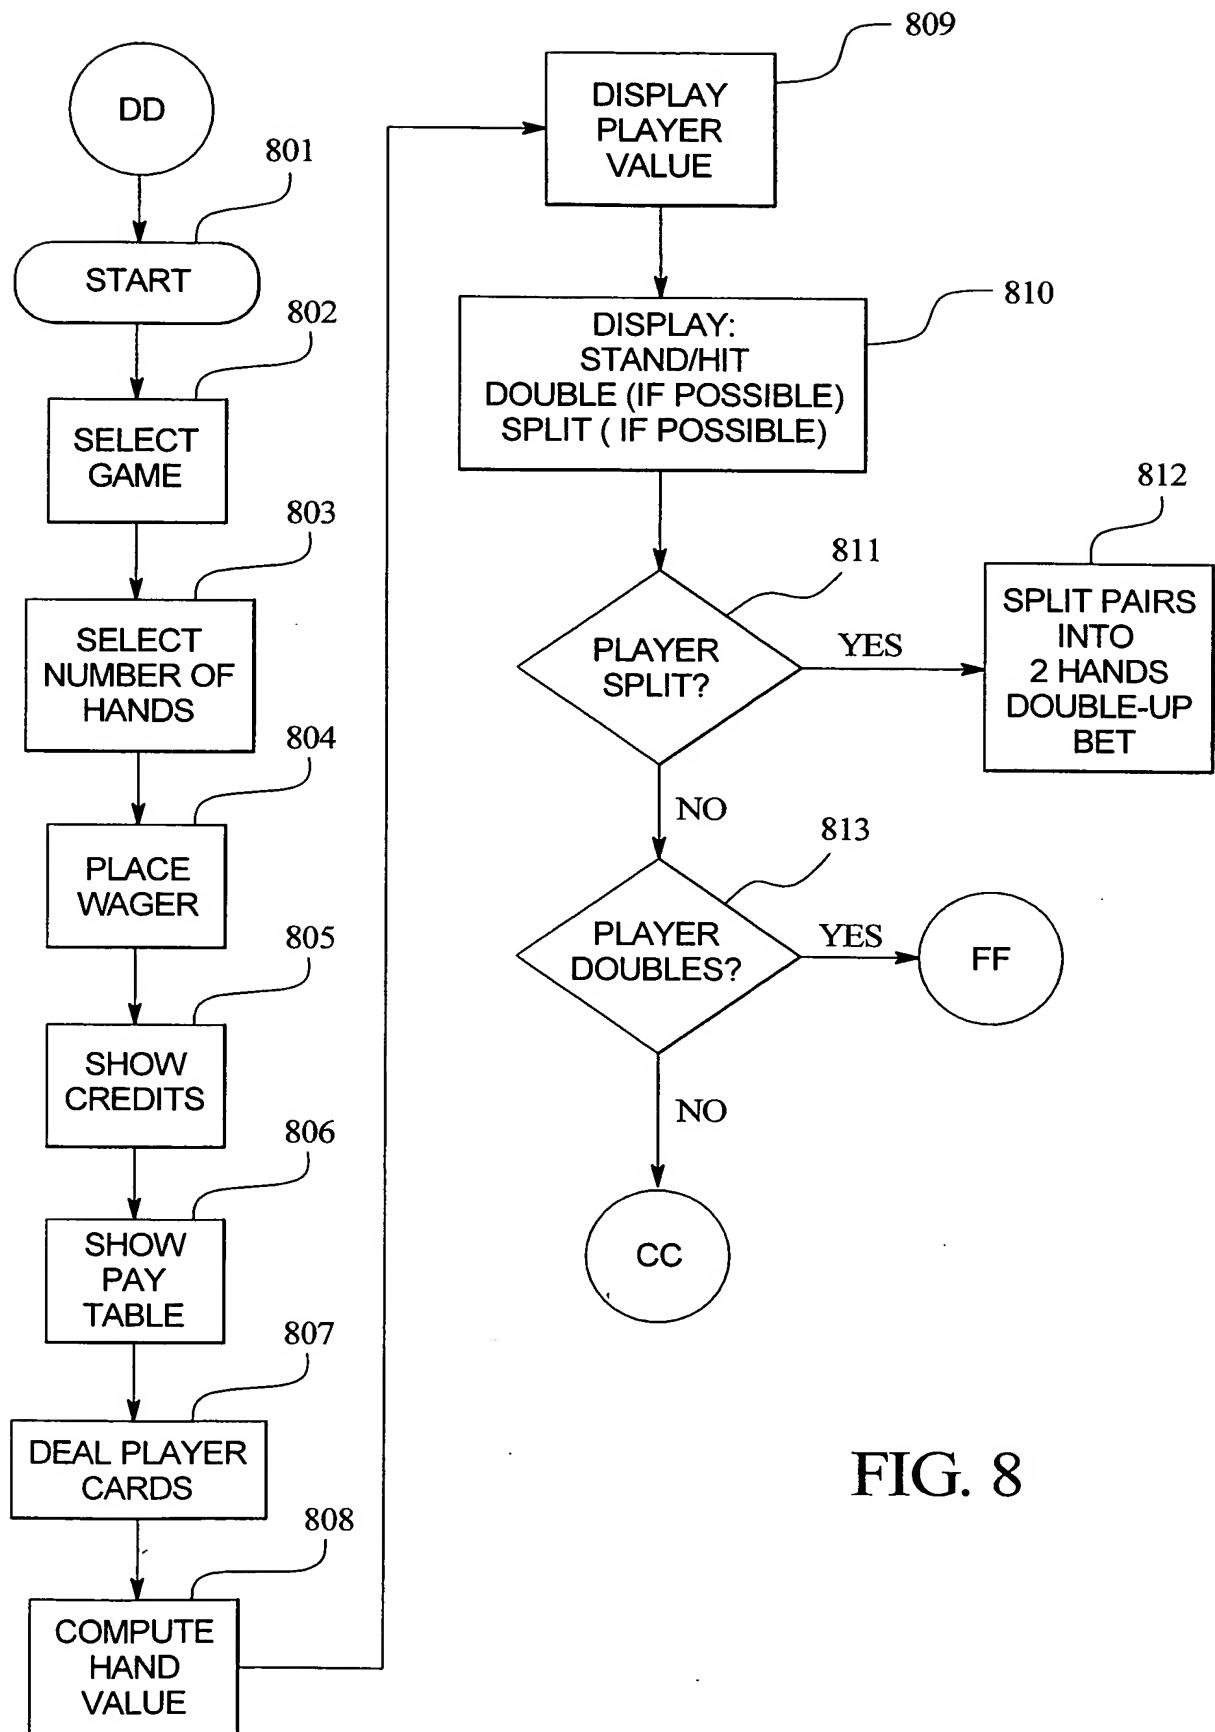 DD
801
START
802
SELECT
GAME
803
SELECT
NUMBER OF
HANDS
804
PLACE
WAGER
805
SHOW
CREDITS
806
SHOW
PAY
TABLE
807
DEAL PLAYER
CARDS
808
COMPUTE
HAND
VALUE
809
DISPLAY
PLAYER
VALUE
810
DISPLAY:
STAND/HIT
DOUBLE (IF POSSIBLE)
SPLIT ( IF POSSIBLE)
811
PLAYER
SPLIT?
YES
812
SPLIT PAIRS
INTO
2 HANDS
DOUBLE-UP
BET
NO
813
PLAYER
DOUBLES?
YES
FF
NO
CC
FIG. 8